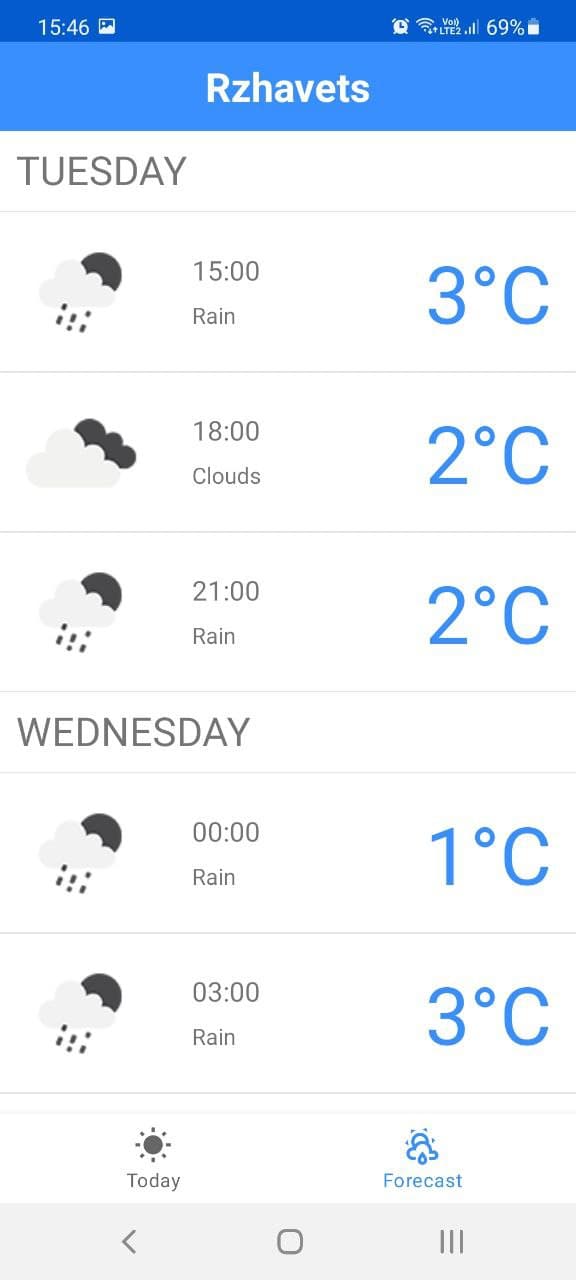 15:46 Vo)) LTE2 69%
Rzhavets
TUESDAY
15:00
Rain
3°C
18:00
Clouds
2°C
21:00
Rain
2°C
WEDNESDAY
00:00
Rain
1°C
03:00
Rain
3°C
Today
Forecast